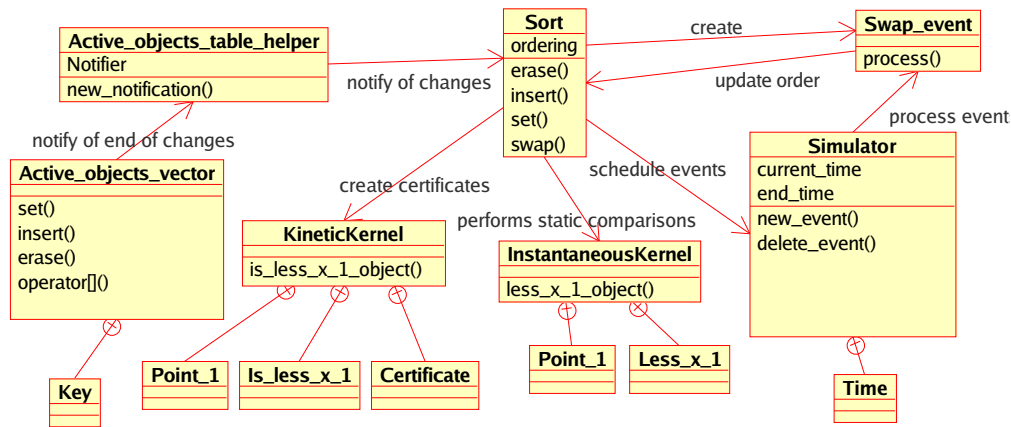 Sort
ordering
erase()
insert()
set()
swap()
Swap_event
process()
create
update order
Active_objects_table_helper
Notifier
new_notification()
notify of changes
process events
notify of end of changes
Active_objects_vector
set()
insert()
erase()
operator[]()
Simulator
current_time
end_time
new_event()
delete_event()
schedule events
create certificates
performs static comparisons
KineticKernel
is_less_x_1_object()
InstantaneousKernel
less_x_1_object()
Key
Point_1
Is_less_x_1
Certificate
Point_1
Less_x_1
Time